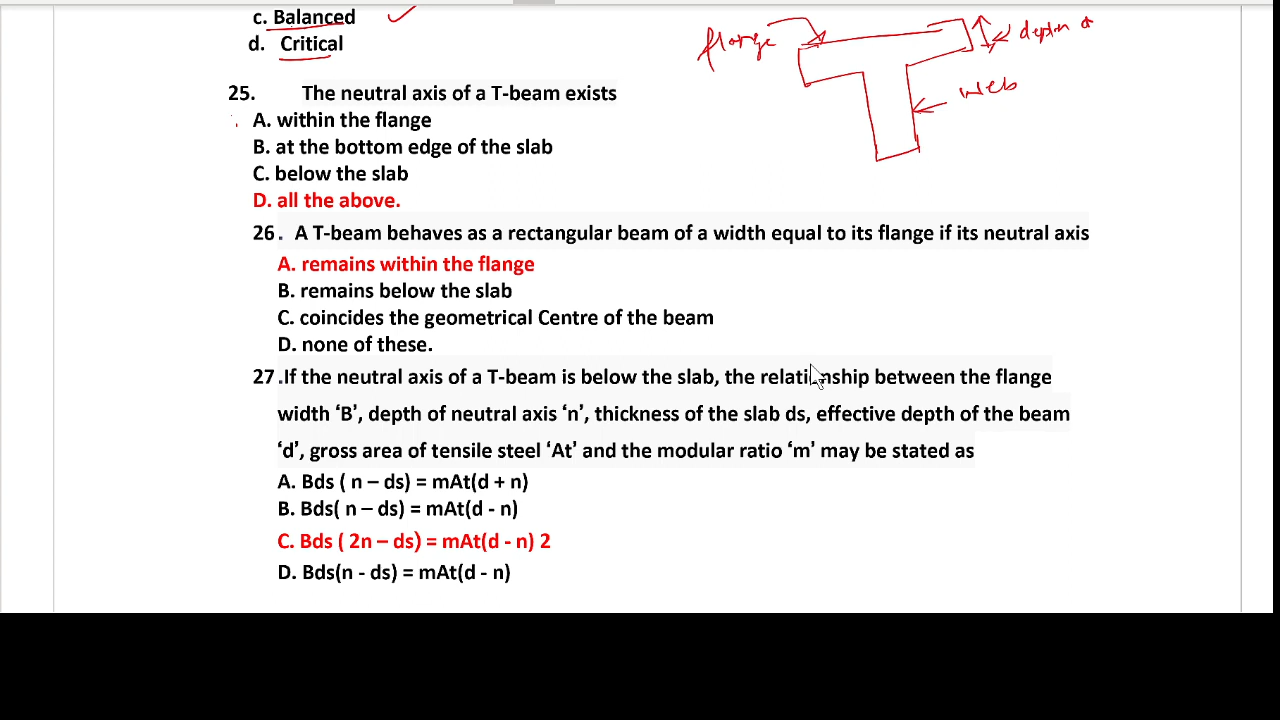 c. Balanced
d. Critical
flange
depth
web
25. The neutral axis of a T-beam exists
A. within the flange
B. at the bottom edge of the slab
C. below the slab
D. all the above.
26. A T-beam behaves as a rectangular beam of a width equal to its flange if its neutral axis
A. remains within the flange
B. remains below the slab
C. coincides the geometrical Centre of the beam
D. none of these.
27.If the neutral axis of a T-beam is below the slab, the relationship between the flange
width ‘B’, depth of neutral axis ‘n’, thickness of the slab ds, effective depth of the beam
‘d’, gross area of tensile steel ‘At’ and the modular ratio ‘m’ may be stated as
A. Bds ( n – ds) = mAt(d + n)
B. Bds( n – ds) = mAt(d - n)
C. Bds ( 2n – ds) = mAt(d - n) 2
D. Bds(n - ds) = mAt(d - n)